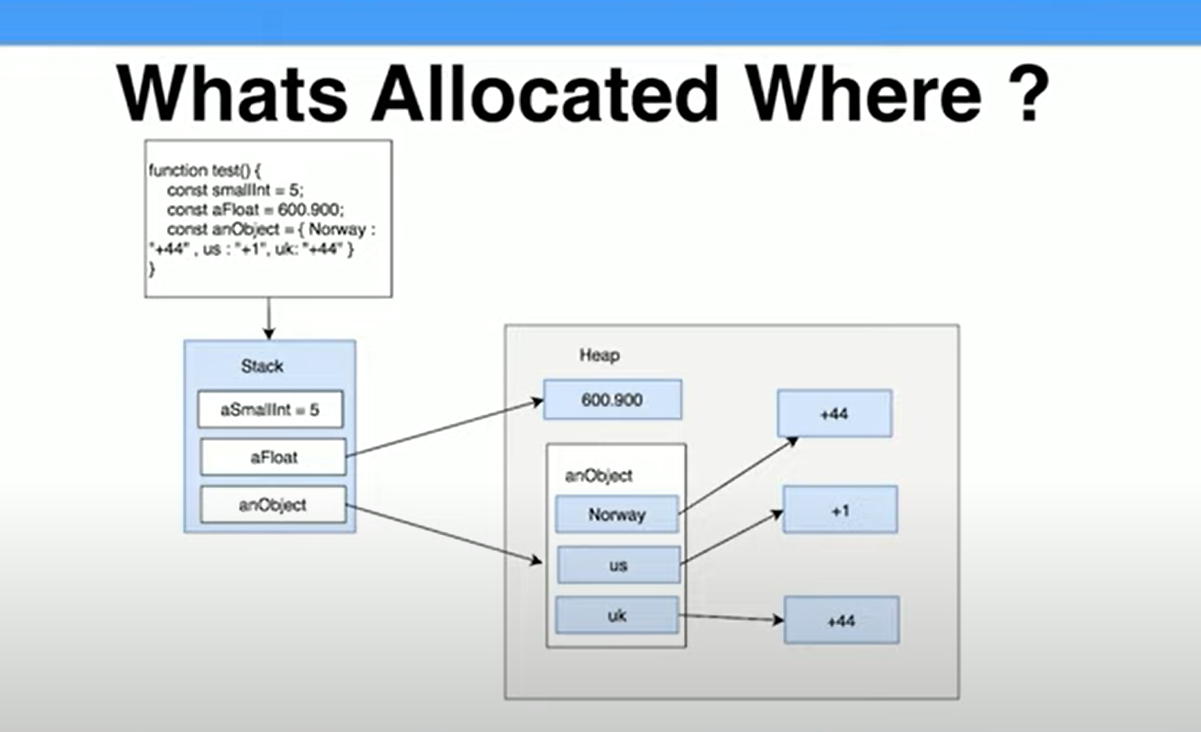 Whats Allocated Where ?
function test() {
const smallInt = 5;
const aFloat = 600.900;
const anObject = { Norway :
"+44" , us : "+1", uk: "+44" }
}
Stack
aSmallInt = 5
aFloat
anObject
Heap
600.900
anObject
Norway
us
uk
+44
+1
+44